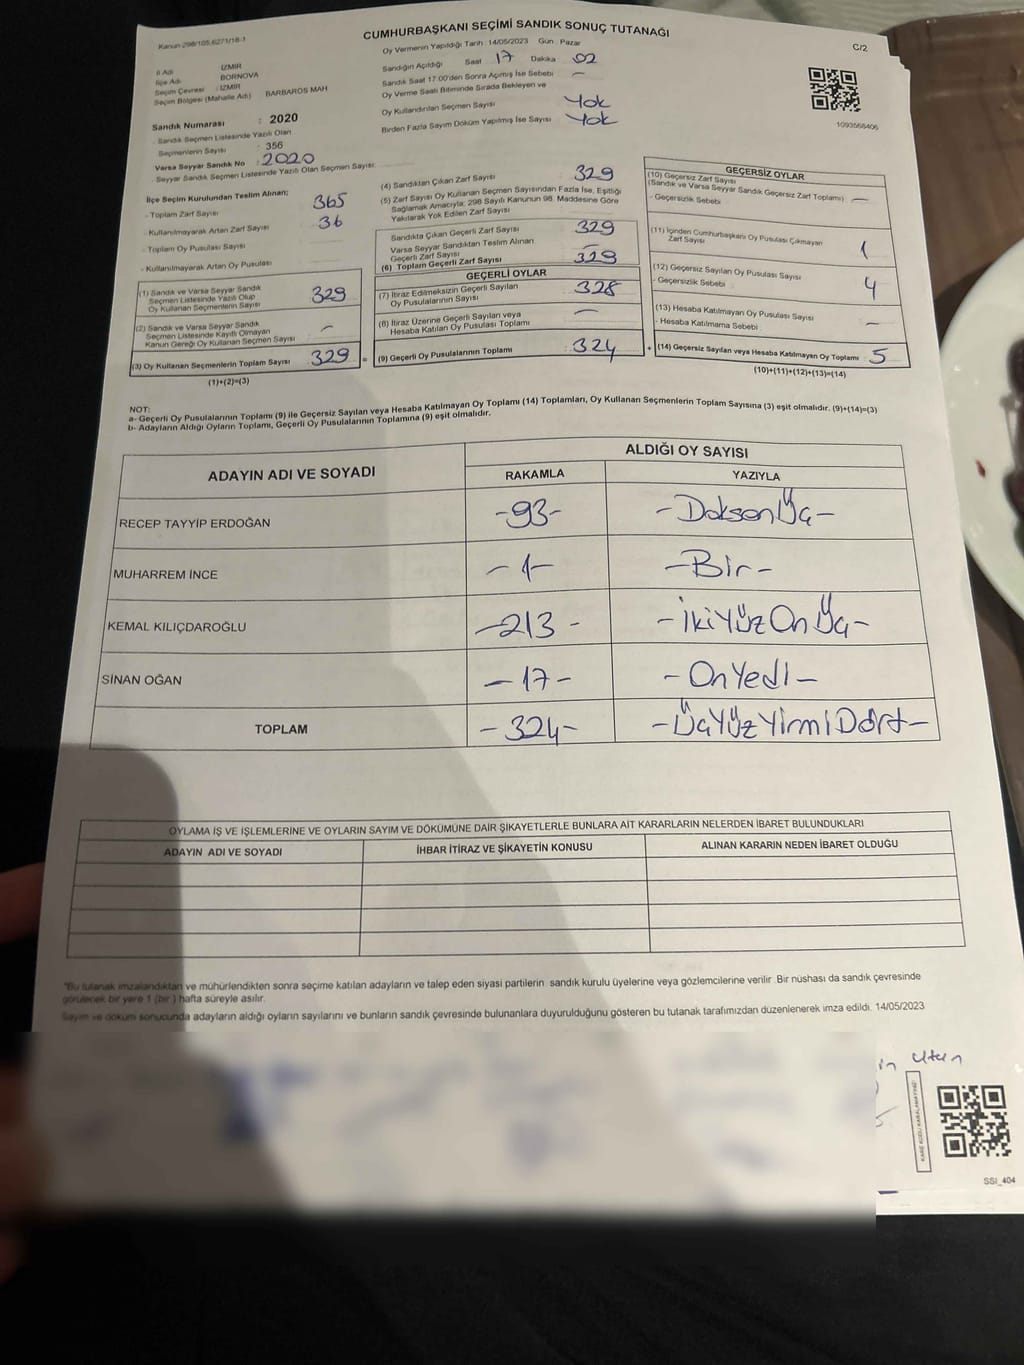 Kanun 298/105,6271/18-1
CUMHURBAŞKANI SEÇİMİ SANDIK SONUÇ TUTANAĞI
C/2
Oy Vermenin Yapıldığı Tarih : 14/05/2023 Gün : Pazar
İl Adı : İZMİR
İlçe Adı : BORNOVA
Seçim Çevresi : İZMİR
Seçim Bölgesi (Mahalle Adı) BARBAROS MAH
Sandığın Açıldığı Saat 17 Dakika 02
Sandık Saat 17:00'den Sonra Açılmış İse Sebebi —
Oy Verme Saati Bitiminde Sırada Bekleyen ve
Oy Kullandırılan Seçmen Sayısı Yok
Birden Fazla Sayım Döküm Yapılmış İse Sayısı Yok
1093568406
Sandık Numarası : 2020
- Sandık Seçmen Listesinde Yazılı Olan
Seçmenlerin Sayısı : 356
Varsa Seyyar Sandık No : 2020
- Seyyar Sandık Seçmen Listesinde Yazılı Olan Seçmen Sayısı:
İlçe Seçim Kurulundan Teslim Alınan;
- Toplam Zarf Sayısı 365
- Kullanılmayarak Artan Zarf Sayısı 36
- Toplam Oy Pusulası Sayısı
- Kullanılmayarak Artan Oy Pusulası
(1) Sandık ve Varsa Seyyar Sandık
Seçmen Listesinde Yazılı Olup
Oy Kullanan Seçmenlerin Sayısı : 329
(2) Sandık ve Varsa Seyyar Sandık
Seçmen Listesinde Kayıtlı Olmayan
Kanun Gereği Oy Kullanan Seçmen Sayısı —
(3) Oy Kullanan Seçmenlerin Toplam Sayısı : 329 =
(1)+(2)=(3)
(4) Sandıktan Çıkan Zarf Sayısı : 329
(5) Zarf Sayısı Oy Kullanan Seçmen Sayısından Fazla İse, Eşitliği
Sağlamak Amacıyla; 298 Sayılı Kanunun 98. Maddesine Göre
Yakılarak Yok Edilen Zarf Sayısı
Sandıkta Çıkan Geçerli Zarf Sayısı : 329
Varsa Seyyar Sandıktan Teslim Alınan
Geçerli Zarf Sayısı —
(6) Toplam Geçerli Zarf Sayısı : 329
GEÇERLİ OYLAR
(7) İtiraz Edilmeksizin Geçerli Sayılan
Oy Pusulalarının Sayısı : 328
(8) İtiraz Üzerine Geçerli Sayılan veya
Hesaba Katılan Oy Pusulası Toplamı : —
(9) Geçerli Oy Pusulalarının Toplamı : 324 +
GEÇERSİZ OYLAR
(10) Geçersiz Zarf Sayısı
(Sandık ve Varsa Seyyar Sandık Geçersiz Zarf Toplamı) : —
- Geçersizlik Sebebi :
(11) İçinden Cumhurbaşkanı Oy Pusulası Çıkmayan
Zarf Sayısı : 1
(12) Geçersiz Sayılan Oy Pusulası Sayısı : 4
- Geçersizlik Sebebi :
(13) Hesaba Katılmayan Oy Pusulası Sayısı : —
- Hesaba Katılmama Sebebi :
(14) Geçersiz Sayılan veya Hesaba Katılmayan Oy Toplamı : 5
(10)+(11)+(12)+(13)=(14)
NOT:
a- Geçerli Oy Pusulalarının Toplamı (9) ile Geçersiz Sayılan veya Hesaba Katılmayan Oy Toplamı (14) Toplamları, Oy Kullanan Seçmenlerin Toplam Sayısına (3) eşit olmalıdır. (9)+(14)=(3)
b- Adayların Aldığı Oyların Toplamı, Geçerli Oy Pusulalarının Toplamına (9) eşit olmalıdır.
ADAYIN ADI VE SOYADI
ALDIĞI OY SAYISI
RAKAMLA YAZIYLA
RECEP TAYYİP ERDOĞAN -93- -DoksanÜç-
MUHARREM İNCE -1- -Bir-
KEMAL KILIÇDAROĞLU -213- -İkiYüzOnÜç-
SİNAN OĞAN -17- -OnYedi-
TOPLAM -324- -ÜçYüzYirmiDört-
OYLAMA İŞ VE İŞLEMLERİNE VE OYLARIN SAYIM VE DÖKÜMÜNE DAİR ŞİKAYETLERLE BUNLARA AİT KARARLARIN NELERDEN İBARET BULUNDUKLARI
ADAYIN ADI VE SOYADI İHBAR İTİRAZ VE ŞİKAYETİN KONUSU ALINAN KARARIN NEDEN İBARET OLDUĞU
"Bu tutanak imzalandıktan ve mühürlendikten sonra seçime katılan adayların ve talep eden siyasi partilerin sandık kurulu üyelerine veya gözlemcilerine verilir. Bir nüshası da sandık çevresinde
görülecek bir yere 1 (bir ) hafta süreyle asılır.
Sayım ve döküm sonucunda adayların aldığı oyların sayılarını ve bunların sandık çevresinde bulunanlara duyurulduğunu gösteren bu tutanak tarafımızdan düzenlenerek imza edildi. 14/05/2023
KARE KODU KARALAMAYINIZ
SSI_404